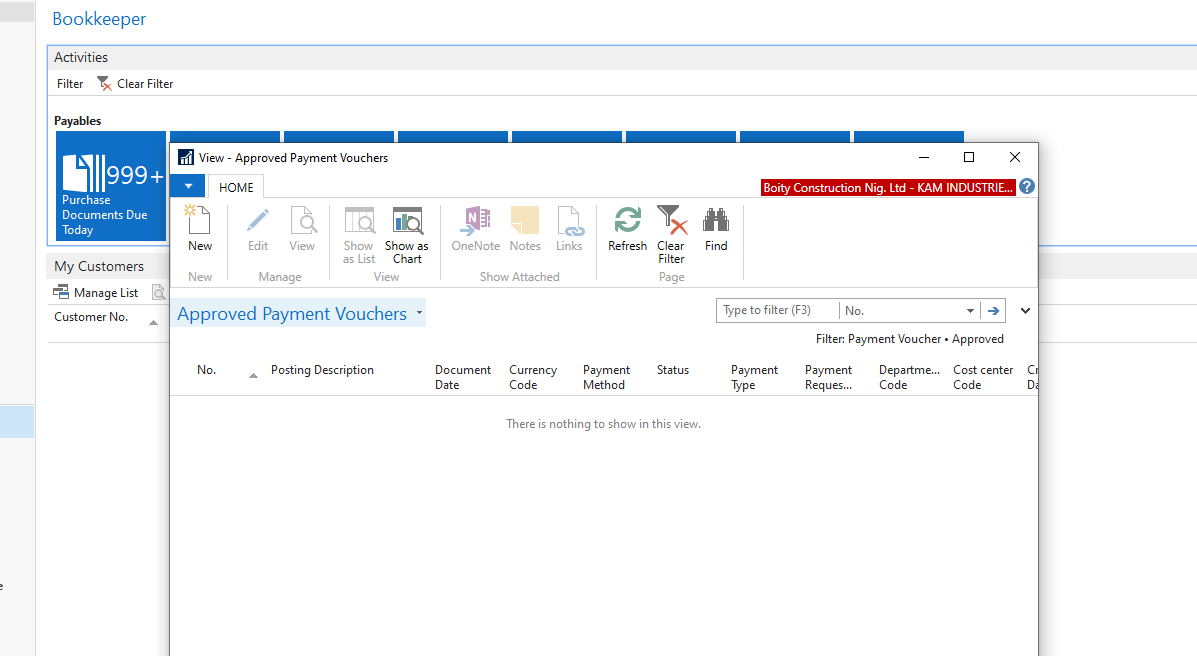 Bookkeeper
Activities
Filter Clear Filter
Payables
999+
Purchase
Documents Due
Today
My Customers
Manage List
Customer No.
View - Approved Payment Vouchers
HOME
Boity Construction Nig. Ltd - KAM INDUSTRIE...
?
New
Edit
View
Show
as List
Show as
Chart
OneNote
Notes
Links
Refresh
Clear
Filter
Find
New
Manage
View
Show Attached
Page
Approved Payment Vouchers
Type to filter (F3)
No.
Filter: Payment Voucher • Approved
No.
Posting Description
Document
Date
Currency
Code
Payment
Method
Status
Payment
Type
Payment
Reques...
Departme...
Code
Cost center
Code
There is nothing to show in this view.